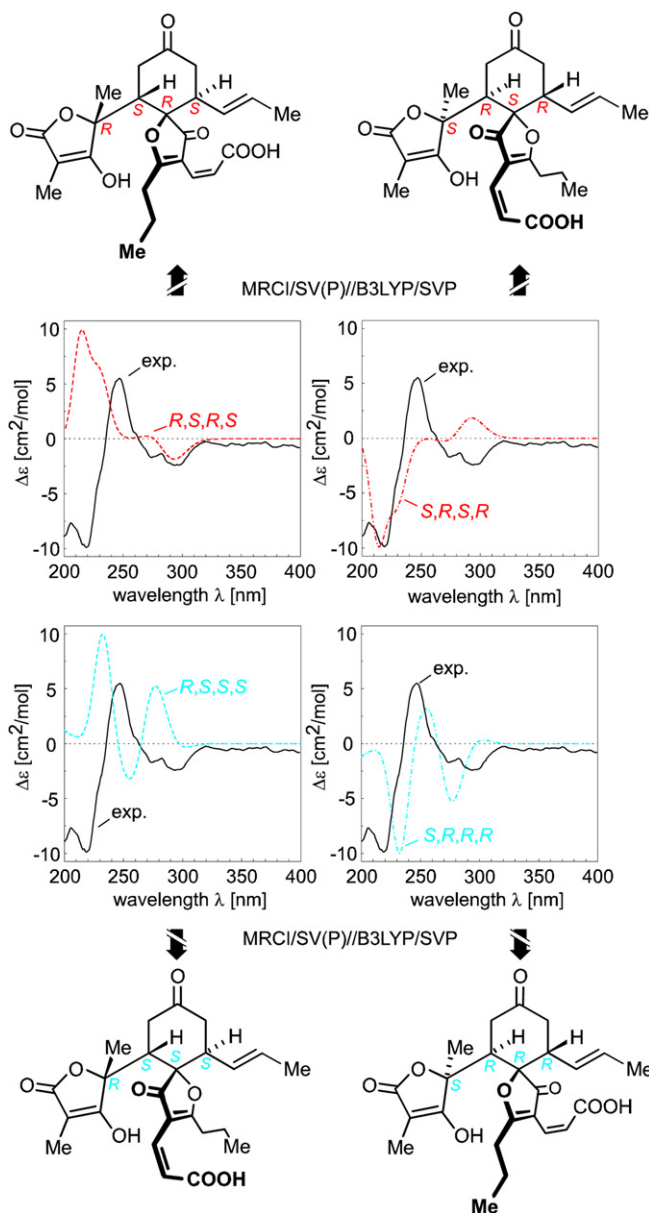 O O
Me H H Me H H
O O S R S Me O O R S R Me
O R O O COOH O S O O
Me OH Me OH
COOH
Me
MRCI/SV(P)//B3LYP/SVP
10 10
exp. exp.
5 5
R,S,R,S
0 0
Δε [cm2/mol] Δε [cm2/mol]
-5 -5
S,R,S,R
-10 -10
200 250 300 350 400 200 250 300 350 400
wavelength λ [nm] wavelength λ [nm]
10 10
exp.
R,S,S,S
5 5
0 0
Δε [cm2/mol] Δε [cm2/mol]
-5 -5
exp. S,R,R,R
-10 -10
200 250 300 350 400 200 250 300 350 400
wavelength λ [nm] wavelength λ [nm]
MRCI/SV(P)//B3LYP/SVP
O O
Me H H Me H H
O O S S S Me O O R R R Me
R O O S O O COOH
Me OH Me OH
COOH
Me